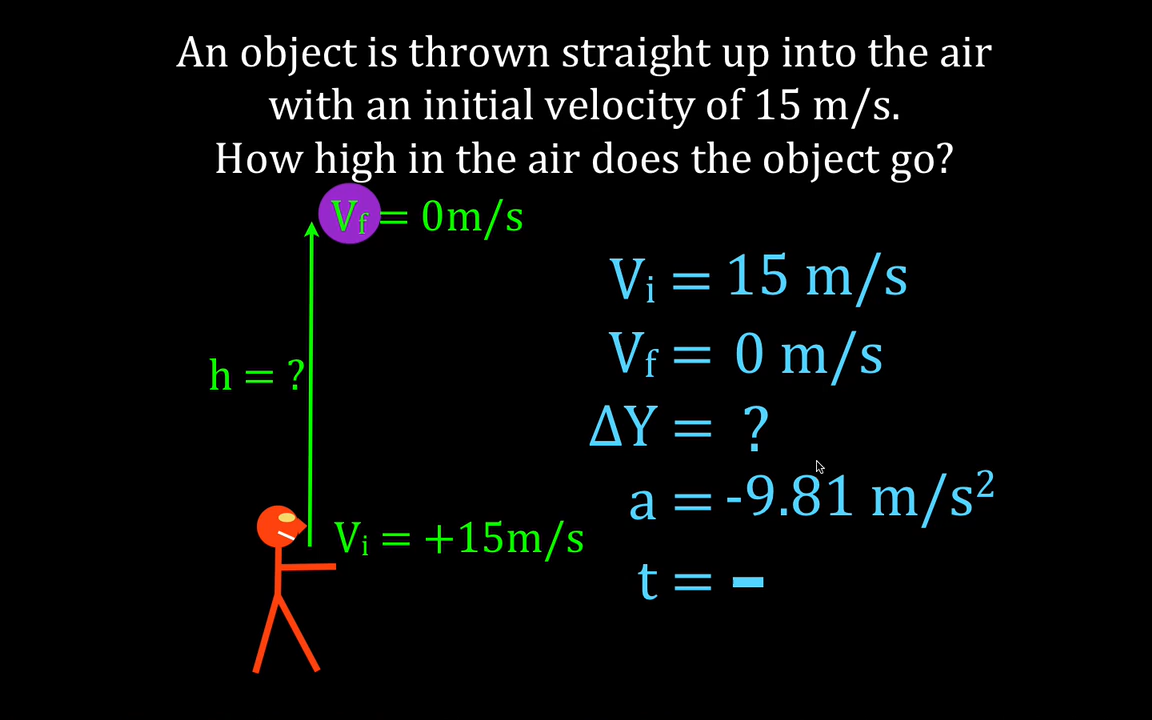 An object is thrown straight up into the air
with an initial velocity of 15 m/s.
How high in the air does the object go?
Vf = 0m/s
h = ?
Vi = +15m/s
Vi = 15 m/s
Vf = 0 m/s
ΔY = ?
a = -9.81 m/s²
t = -